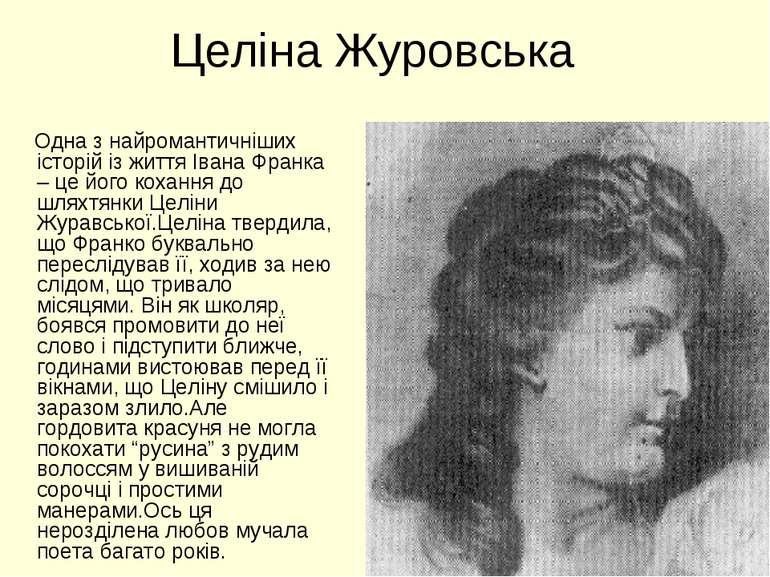 Целіна Журовська
Одна з найромантичніших
історій із життя Івана Франка
– це його кохання до
шляхтянки Целіни
Журавської.Целіна твердила,
що Франко буквально
переслідував її, ходив за нею
слідом, що тривало
місяцями. Він як школяр,
боявся промовити до неї
слово і підступити ближче,
годинами вистоював перед її
вікнами, що Целіну смішило і
заразом злило.Але
гордовита красуня не могла
покохати “русина” з рудим
волоссям у вишиваній
сорочці і простими
манерами.Ось ця
нерозділена любов мучала
поета багато років.